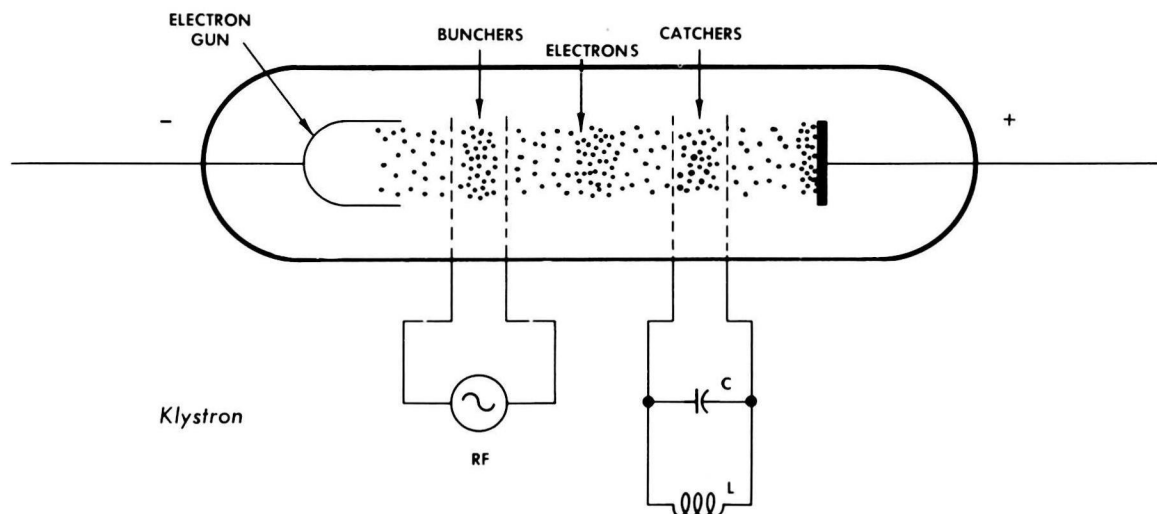 ELECTRON
GUN
BUNCHERS
ELECTRONS
CATCHERS
-
+
C
Klystron
RF
L